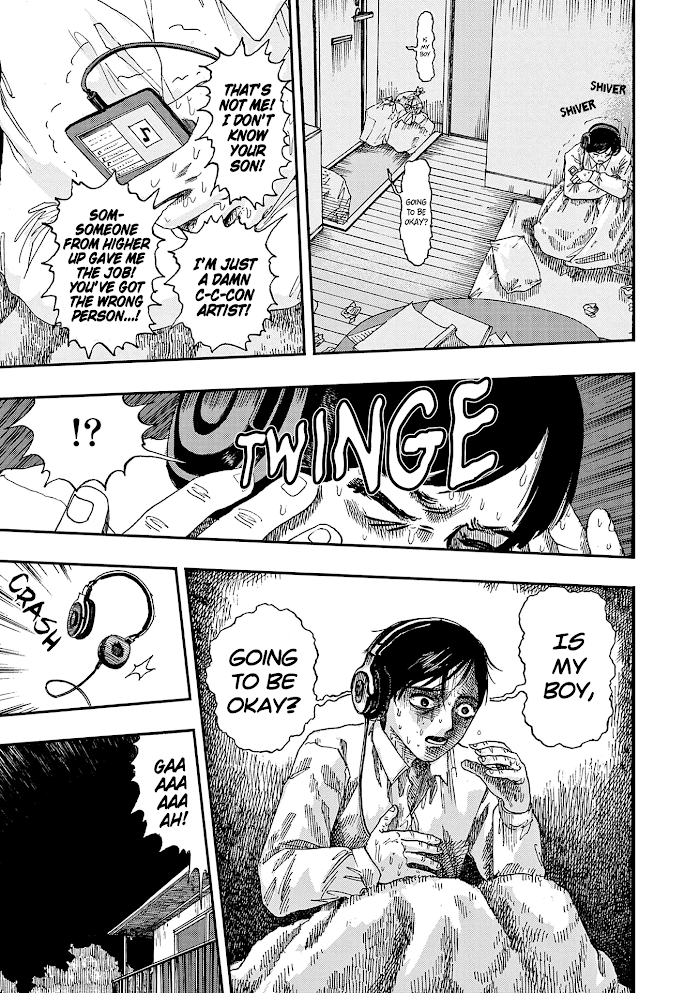 SHIVER
SHIVER
IS
MY
BOY
GOING
TO BE
OKAY?
THAT'S
NOT ME!
I DON'T
KNOW
YOUR
SON!
I'M JUST
A DAMN
C-C-CON
ARTIST!
SOM-
SOMEONE
FROM HIGHER
UP GAVE ME
THE JOB!
YOU'VE GOT
THE WRONG
PERSON...!
TWINGE
!?
IS
MY
BOY,
GOING
TO BE
OKAY?
CRASH
GAA
AAA
AAA
AH!